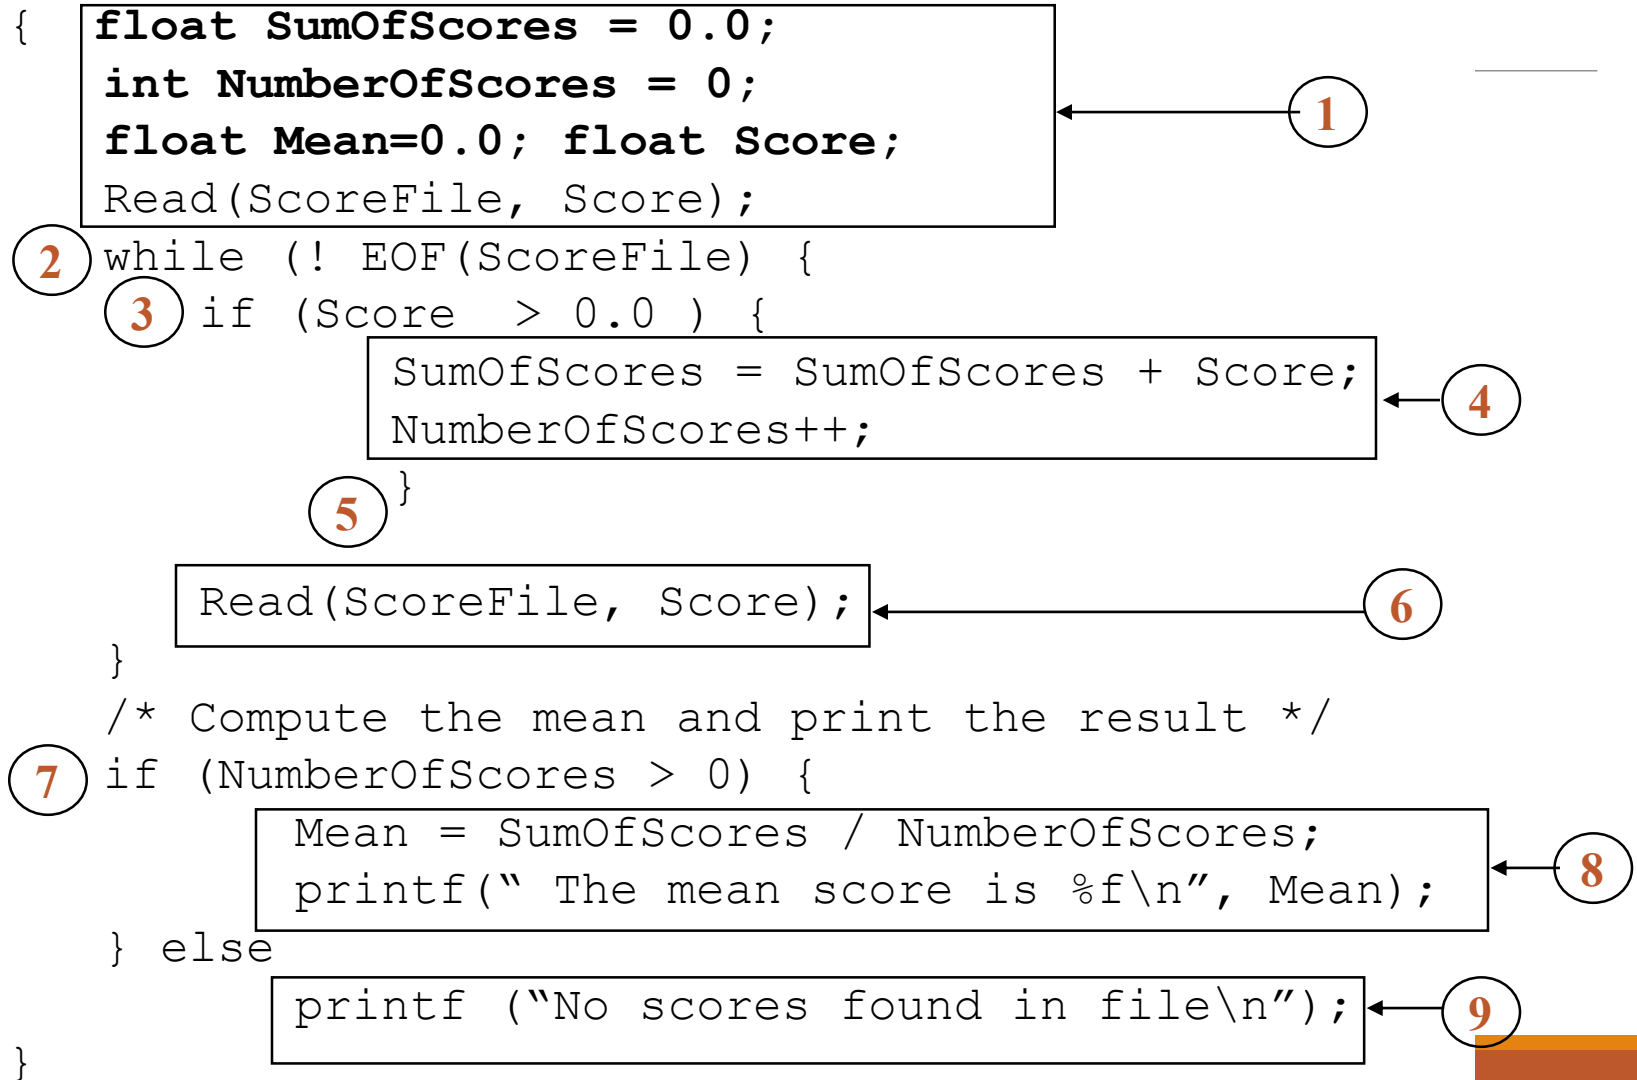 { float SumOfScores = 0.0;
int NumberOfScores = 0;
float Mean=0.0; float Score;
1
Read(ScoreFile, Score);
2 while (! EOF(ScoreFile) {
3 if (Score > 0.0 ) {
SumOfScores = SumOfScores + Score;
4
NumberOfScores++;
5 }
Read(ScoreFile, Score); 6
}
/* Compute the mean and print the result */
7 if (NumberOfScores > 0) {
Mean = SumOfScores / NumberOfScores;
8
printf(“ The mean score is %f\n”, Mean);
} else
printf (“No scores found in file\n”); 9
}